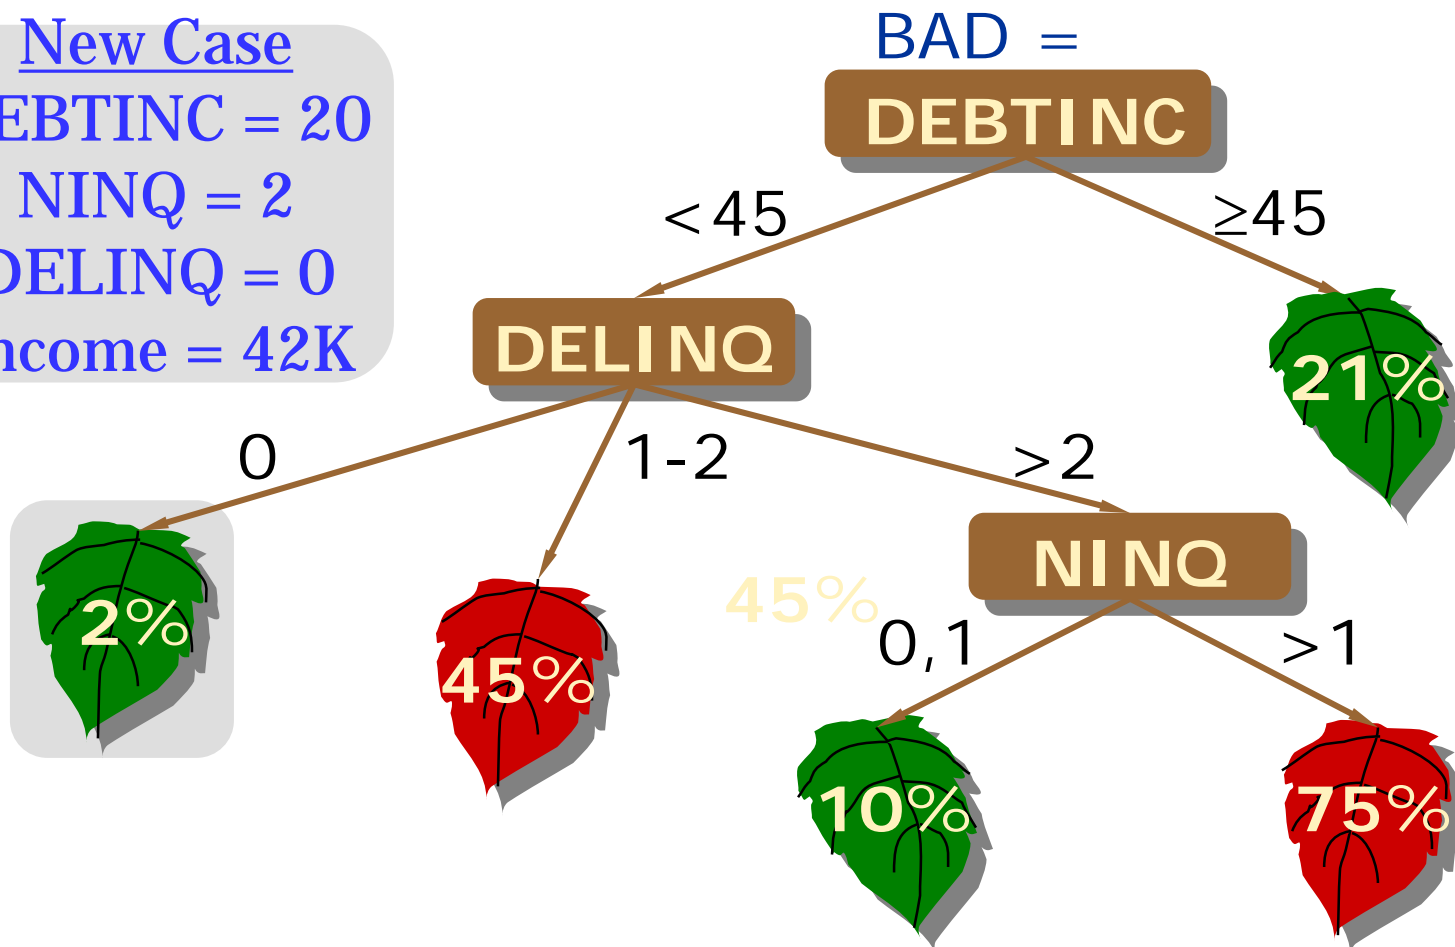 New Case
EBTINC = 20
NINQ = 2
DELINQ = 0
ncome = 42K
BAD =
DEBTINC
<45
≥45
DELINQ
21%
0
1-2
>2
NINQ
2%
45%
45%
0,1
>1
10%
75%